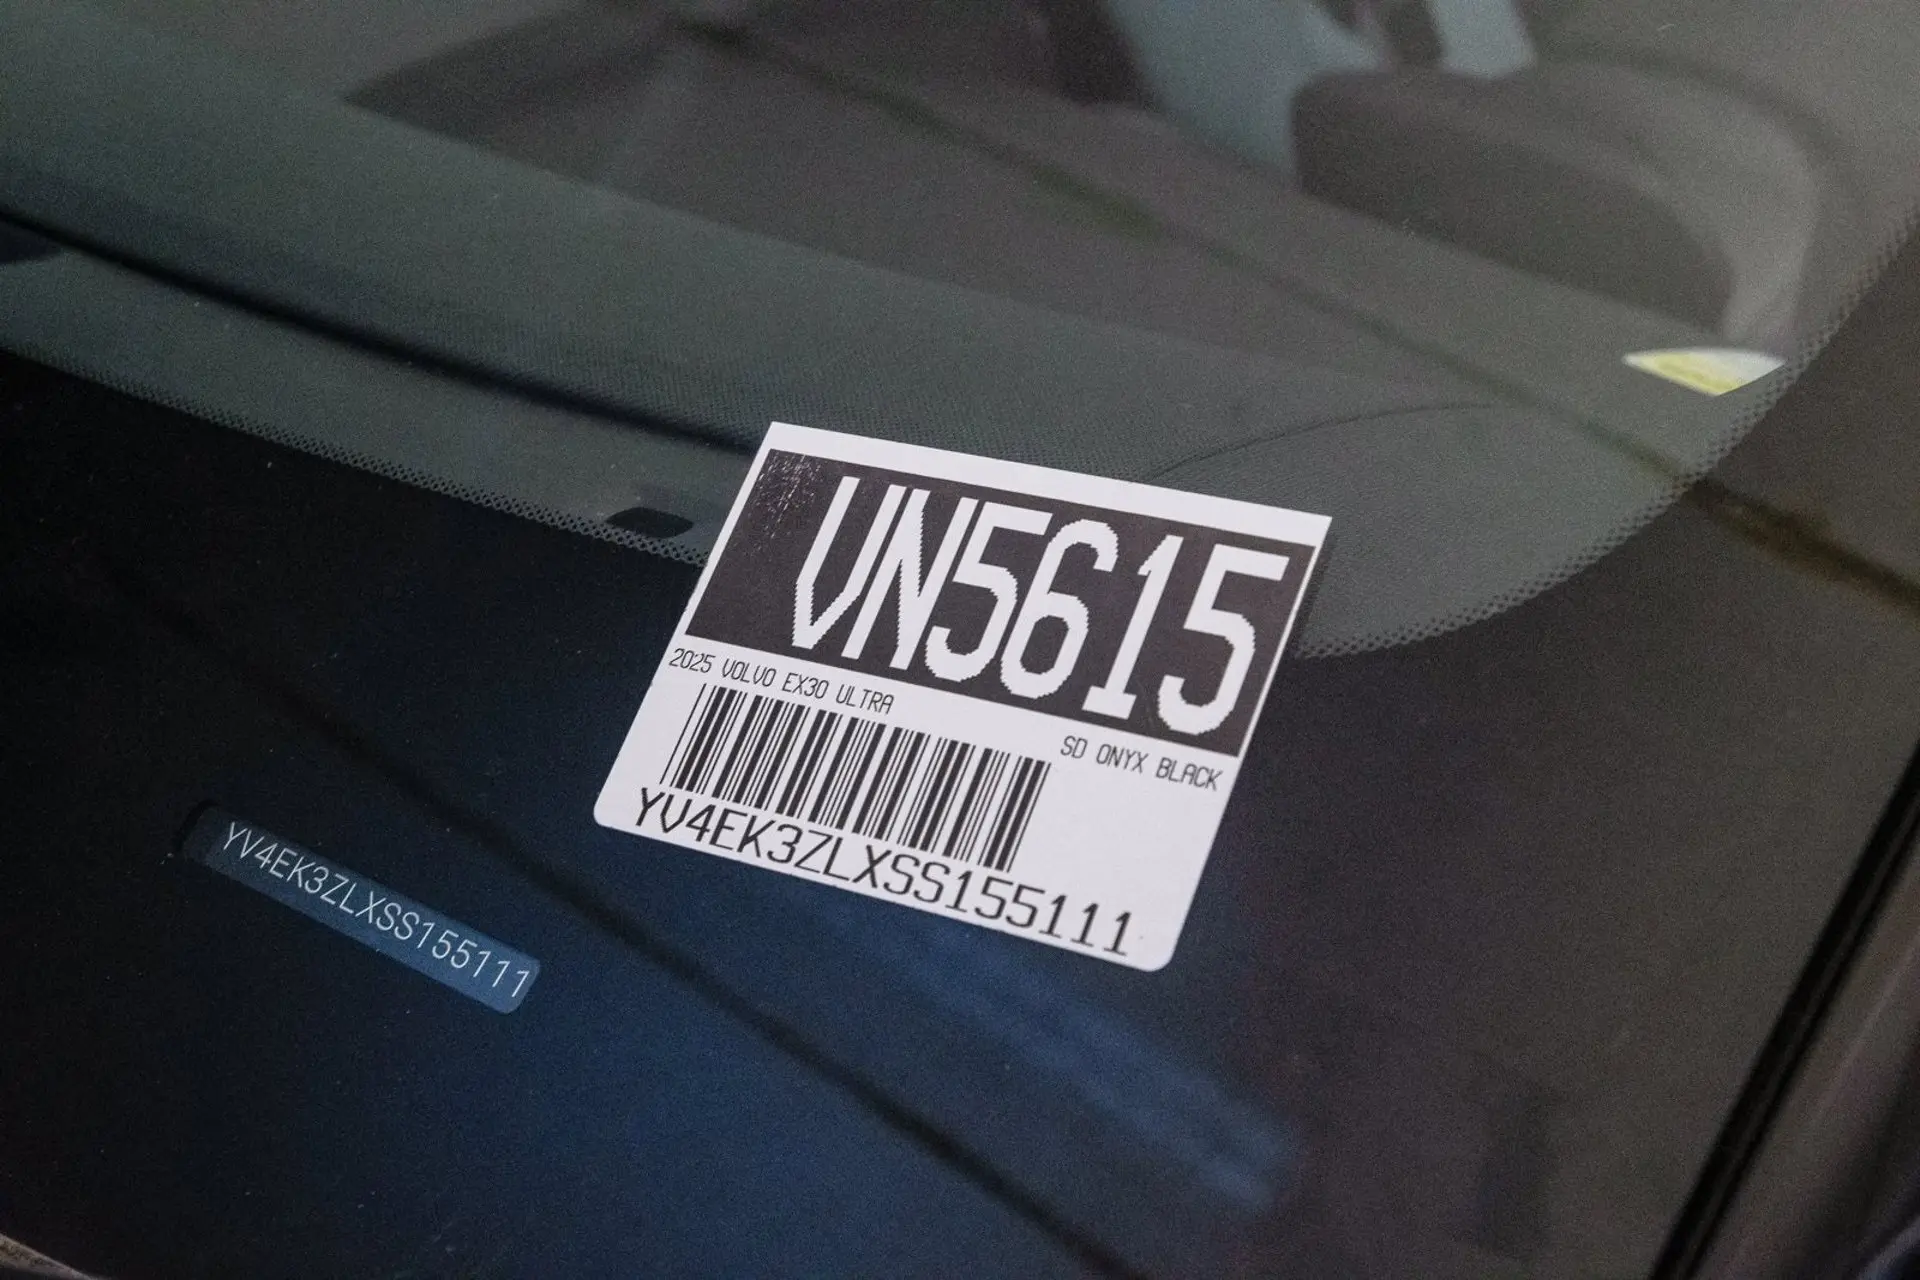 VN5615
2025 VOLVO EX30 ULTRA
SD ONYX BLACK
YV4EK3ZLXSS155111
YV4EK3ZLXSS155111